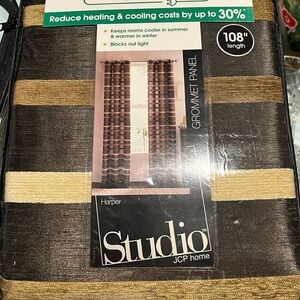 Reduce heating & cooling costs by up to 30%*
Keeps rooms cooler in summer
& warmer in winter
Blocks out light
108"
length
GROMMET PANEL
Harper
Studio™
JCP home